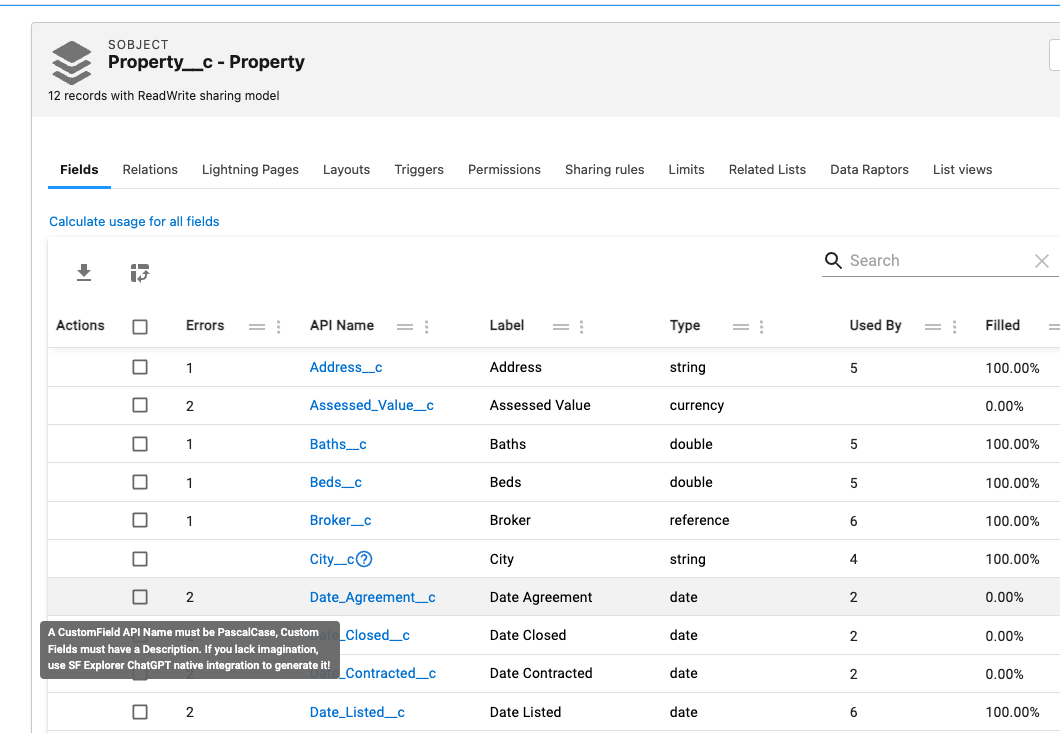 SOBJECT
Property__c - Property
12 records with ReadWrite sharing model
Fields Relations Lightning Pages Layouts Triggers Permissions Sharing rules Limits Related Lists Data Raptors List views
Calculate usage for all fields
Search
Actions Errors API Name Label Type Used By Filled
1 Address__c Address string 5 100.00%
2 Assessed_Value__c Assessed Value currency 0.00%
1 Baths__c Baths double 5 100.00%
1 Beds__c Beds double 5 100.00%
1 Broker__c Broker reference 6 100.00%
City__c City string 4 100.00%
2 Date_Agreement__c Date Agreement date 2 0.00%
A CustomField API Name must be PascalCase, Custom
Fields must have a Description. If you lack imagination,
use SF Explorer ChatGPT native integration to generate it!
Date_Closed__c Date Closed date 2 0.00%
2 Date_Contracted__c Date Contracted date 2 0.00%
2 Date_Listed__c Date Listed date 6 100.00%